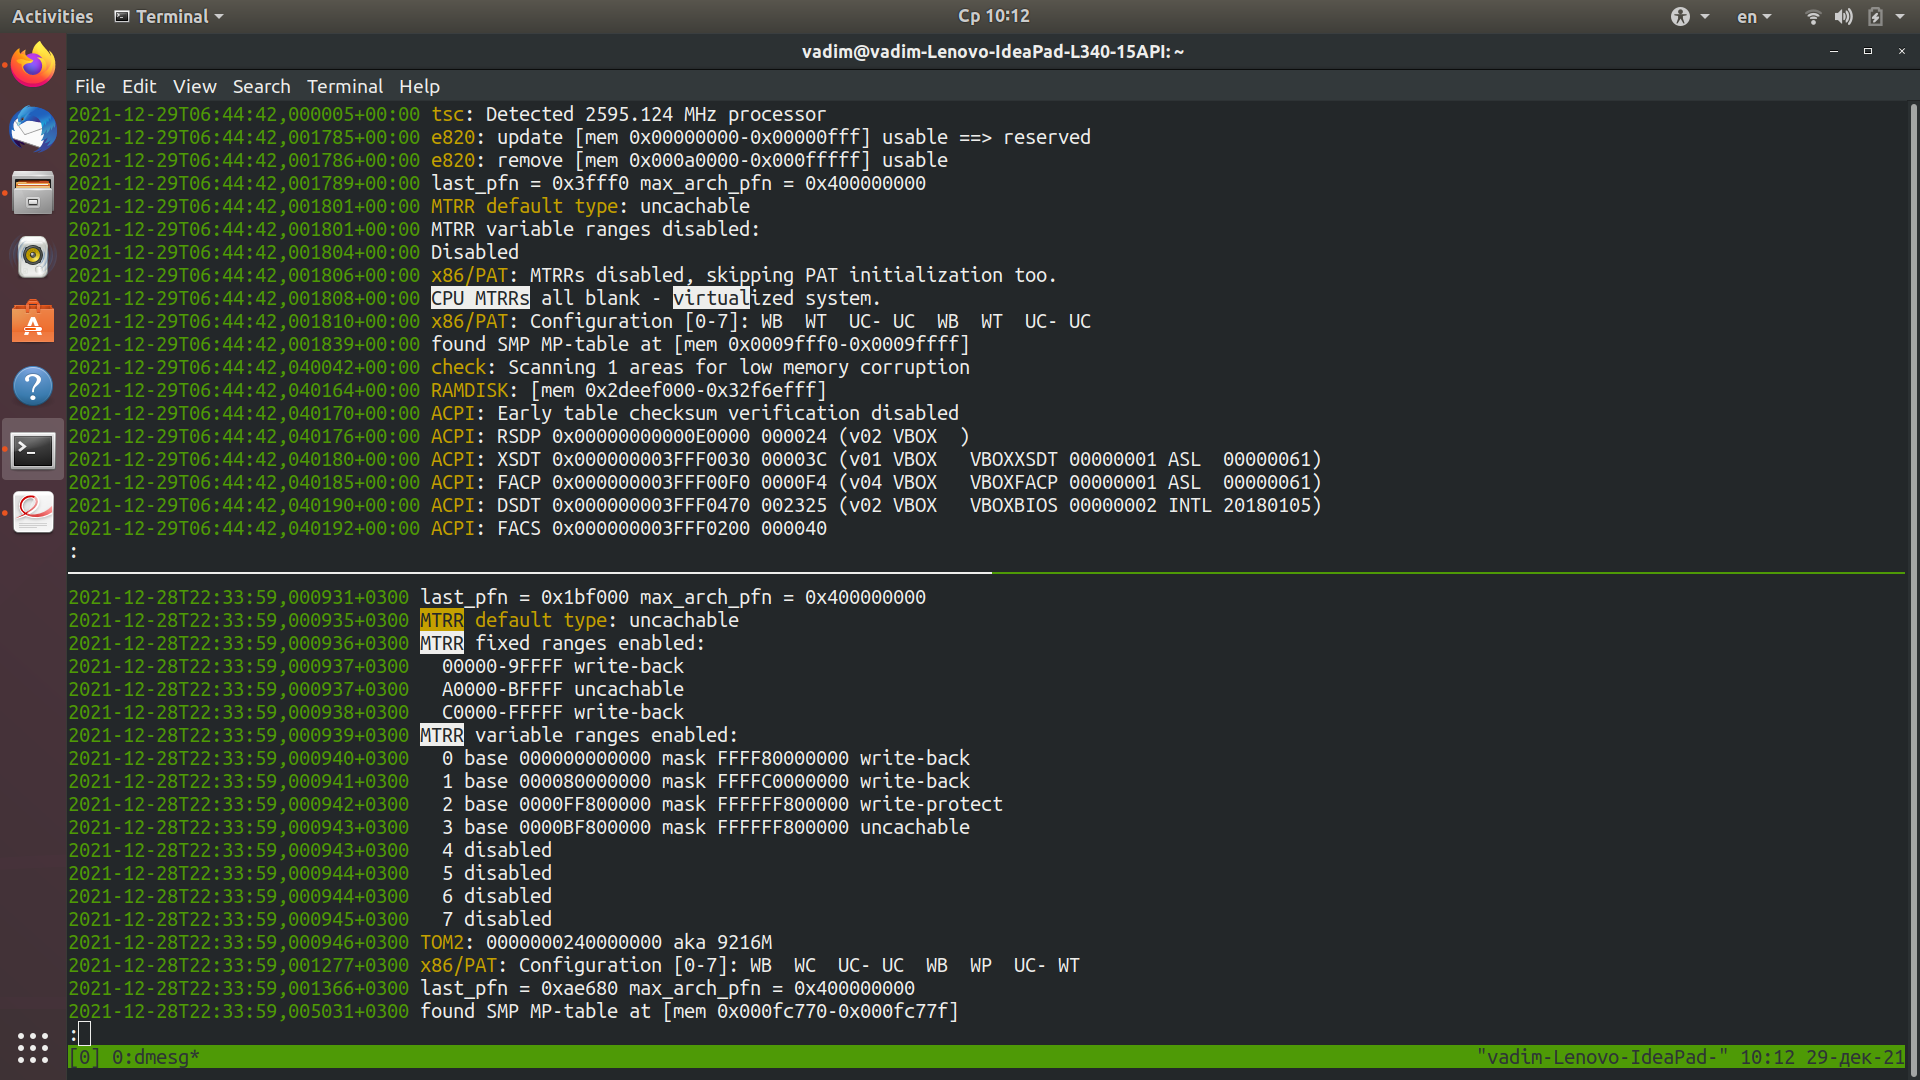 Activities Terminal Ср 10:12 en
vadim@vadim-Lenovo-IdeaPad-L340-15API: ~
File Edit View Search Terminal Help
2021-12-29T06:44:42,000005+00:00 tsc: Detected 2595.124 MHz processor
2021-12-29T06:44:42,001785+00:00 e820: update [mem 0x00000000-0x00000fff] usable ==> reserved
2021-12-29T06:44:42,001786+00:00 e820: remove [mem 0x000a0000-0x000fffff] usable
2021-12-29T06:44:42,001789+00:00 last_pfn = 0x3fff0 max_arch_pfn = 0x400000000
2021-12-29T06:44:42,001801+00:00 MTRR default type: uncachable
2021-12-29T06:44:42,001801+00:00 MTRR variable ranges disabled:
2021-12-29T06:44:42,001804+00:00 Disabled
2021-12-29T06:44:42,001806+00:00 x86/PAT: MTRRs disabled, skipping PAT initialization too.
2021-12-29T06:44:42,001808+00:00 CPU MTRRs all blank - virtualized system.
2021-12-29T06:44:42,001810+00:00 x86/PAT: Configuration [0-7]: WB  WT  UC- UC  WB  WT  UC- UC
2021-12-29T06:44:42,001839+00:00 found SMP MP-table at [mem 0x0009fff0-0x0009ffff]
2021-12-29T06:44:42,040042+00:00 check: Scanning 1 areas for low memory corruption
2021-12-29T06:44:42,040164+00:00 RAMDISK: [mem 0x2deef000-0x32f6efff]
2021-12-29T06:44:42,040170+00:00 ACPI: Early table checksum verification disabled
2021-12-29T06:44:42,040176+00:00 ACPI: RSDP 0x00000000000E0000 000024 (v02 VBOX  )
2021-12-29T06:44:42,040180+00:00 ACPI: XSDT 0x000000003FFF0030 00003C (v01 VBOX   VBOXXSDT 00000001 ASL  00000061)
2021-12-29T06:44:42,040185+00:00 ACPI: FACP 0x000000003FFF00F0 0000F4 (v04 VBOX   VBOXFACP 00000001 ASL  00000061)
2021-12-29T06:44:42,040190+00:00 ACPI: DSDT 0x000000003FFF0470 002325 (v02 VBOX   VBOXBIOS 00000002 INTL 20180105)
2021-12-29T06:44:42,040192+00:00 ACPI: FACS 0x000000003FFF0200 000040
:
2021-12-28T22:33:59,000931+0300 last_pfn = 0x1bf000 max_arch_pfn = 0x400000000
2021-12-28T22:33:59,000935+0300 MTRR default type: uncachable
2021-12-28T22:33:59,000936+0300 MTRR fixed ranges enabled:
2021-12-28T22:33:59,000937+0300   00000-9FFFF write-back
2021-12-28T22:33:59,000937+0300   A0000-BFFFF uncachable
2021-12-28T22:33:59,000938+0300   C0000-FFFFF write-back
2021-12-28T22:33:59,000939+0300 MTRR variable ranges enabled:
2021-12-28T22:33:59,000940+0300   0 base 000000000000 mask FFFF80000000 write-back
2021-12-28T22:33:59,000941+0300   1 base 000080000000 mask FFFFC0000000 write-back
2021-12-28T22:33:59,000942+0300   2 base 0000FF800000 mask FFFFFF800000 write-protect
2021-12-28T22:33:59,000943+0300   3 base 0000BF800000 mask FFFFFF800000 uncachable
2021-12-28T22:33:59,000943+0300   4 disabled
2021-12-28T22:33:59,000944+0300   5 disabled
2021-12-28T22:33:59,000944+0300   6 disabled
2021-12-28T22:33:59,000945+0300   7 disabled
2021-12-28T22:33:59,000946+0300 TOM2: 0000000240000000 aka 9216M
2021-12-28T22:33:59,001277+0300 x86/PAT: Configuration [0-7]: WB  WC  UC- UC  WB  WP  UC- WT
2021-12-28T22:33:59,001366+0300 last_pfn = 0xae680 max_arch_pfn = 0x400000000
2021-12-28T22:33:59,005031+0300 found SMP MP-table at [mem 0x000fc770-0x000fc77f]
:
[0] 0:dmesg* "vadim-Lenovo-IdeaPad-" 10:12 29-дек-21